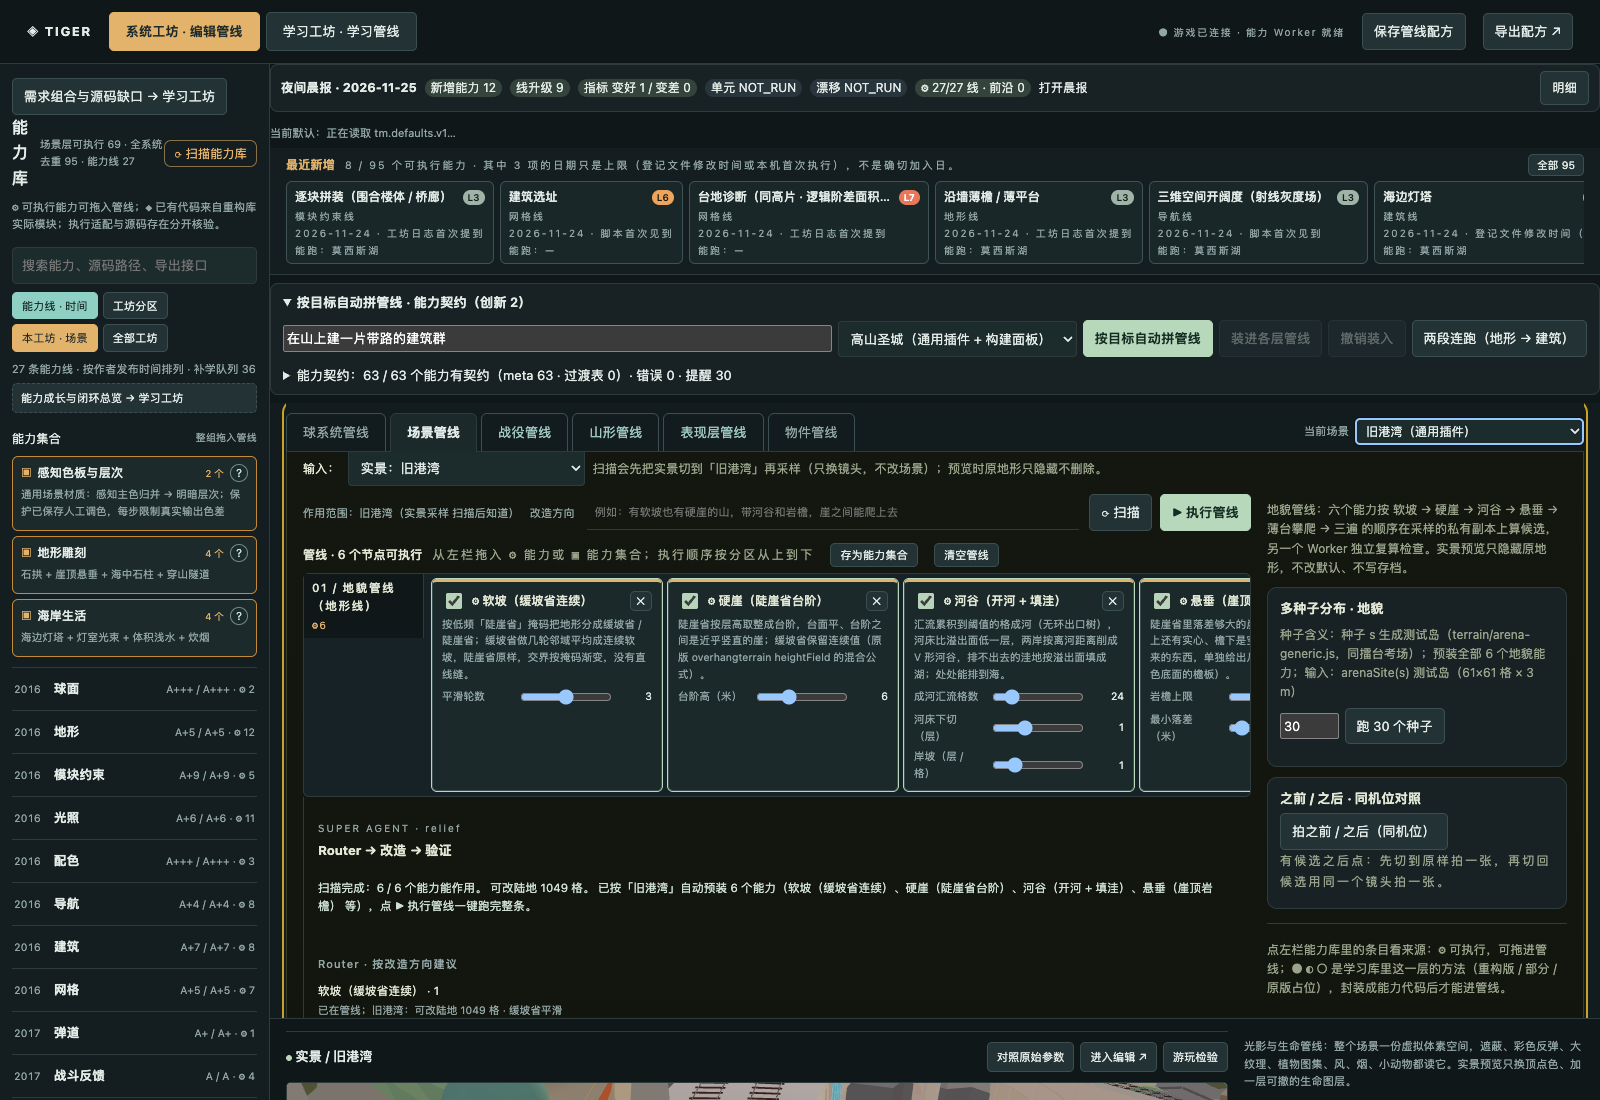 ◈ TIGER
系统工坊 · 编辑管线
学习工坊 · 学习管线
游戏已连接 · 能力 Worker 就绪
保存管线配方
导出配方 ↗
需求组合与源码缺口 → 学习工坊
能力库
场景层可执行 69 · 全系统去重 95 · 能力线 27
⟳ 扫描能力库
⚙ 可执行能力可拖入管线；◆ 已有代码来自重构库
实际模块；执行适配与源码存在分开核验。
搜索能力、源码路径、导出接口
能力线 · 时间
工坊分区
本工坊 · 场景
全部工坊
27 条能力线 · 按作者发布时间排列 · 补学队列 36
能力成长与闭环总览 → 学习工坊
能力集合
整组拖入管线
▣ 感知色板与层次 2 个 ?
通用场景材质：感知主色归并 → 明暗层次；保
护已保存人工调色，每步限制真实输出色差
▣ 地形雕刻 4 个 ?
石拱 + 崖顶悬垂 + 海中石柱 + 穿山隧道
▣ 海岸生活 4 个 ?
海边灯塔 + 灯室光束 + 体积浅水 + 炊烟
2016 球面 A+++ / A+++ · ⚙ 2
2016 地形 A+5 / A+5 · ⚙ 12
2016 模块约束 A+9 / A+9 · ⚙ 5
2016 光照 A+6 / A+6 · ⚙ 11
2016 配色 A+++ / A+++ · ⚙ 3
2016 导航 A+4 / A+4 · ⚙ 8
2016 建筑 A+7 / A+7 · ⚙ 8
2016 网格 A+5 / A+5 · ⚙ 7
2017 弹道 A+ / A+ · ⚙ 1
2017 战斗反馈 A / A · ⚙ 4
夜间晨报 · 2026-11-25
新增能力 12
线升级 9
指标 变好 1 / 变差 0
单元 NOT_RUN
漂移 NOT_RUN
⚙ 27/27 线 · 前沿 0
打开晨报
明细
当前默认：正在读取 tm.defaults.v1…
最近新增 8 / 95 个可执行能力 · 其中 3 项的日期只是上限（登记文件修改时间或本机首次执行），不是确切加入日。
全部 95
逐块拼装（围合楼体 / 桥廊） L3
模块约束线
2026-11-24 · 工坊日志首次提到
能跑：莫西斯湖
建筑选址 L6
网格线
2026-11-24 · 脚本首次见到
能跑：—
台地诊断（同高片 · 逻辑阶差面积… L7
网格线
2026-11-24 · 工坊日志首次提到
能跑：—
沿墙薄檐 / 薄平台 L3
地形线
2026-11-24 · 工坊日志首次提到
能跑：莫西斯湖
三维空间开阔度（射线灰度场） L3
导航线
2026-11-24 · 脚本首次见到
能跑：莫西斯湖
海边灯塔
建筑线
2026-11-24 · 登记文件修改时间（
能跑：莫西斯湖
▼ 按目标自动拼管线 · 能力契约（创新 2）
在山上建一片带路的建筑群
高山圣城（通用插件 + 构建面板）
按目标自动拼管线
装进各层管线
撤销装入
两段连跑（地形 → 建筑）
▶ 能力契约：63 / 63 个能力有契约（meta 63 · 过渡表 0）· 错误 0 · 提醒 30
球系统管线
场景管线
战役管线
山形管线
表现层管线
物件管线
当前场景
旧港湾（通用插件）
输入：
实景：旧港湾
扫描会先把实景切到「旧港湾」再采样（只换镜头，不改场景）；预览时原地形只隐藏不删除。
作用范围：旧港湾（实景采样 扫描后知道）
改造方向
例如：有软坡也有硬崖的山，带河谷和岩檐，崖之间能爬上去
⟳ 扫描
▶ 执行管线
管线 · 6 个节点可执行
从左栏拖入 ⚙ 能力或 ▣ 能力集合；执行顺序按分区从上到下
存为能力集合
清空管线
01 / 地貌管线
（地形线）
⚙6
⚙ 软坡（缓坡省连续） ✕
按低频「陡崖省」掩码把地形分成缓坡省 /
陡崖省；缓坡省做几轮邻域平均成连续软
坡，陡崖省原样，交界按掩码渐变，没有直
线缝。
平滑轮数 3
⚙ 硬崖（陡崖省台阶） ✕
陡崖省按层高取整成台阶，台面平、台阶之
间是近乎竖直的崖；缓坡省保留连续值（原
版 overhangterrain heightField 的混合公
式）。
台阶高（米） 6
⚙ 河谷（开河 + 填洼） ✕
汇流累积到阈值的格成河（无环出口树），
河床比溢出面低一层，两岸按离河距离削成
V 形河谷，排不出去的洼地按溢出面填成
湖；处处能排到海。
成河汇流格数 24
河床下切（层） 1
岸坡（层 / 格） 1
⚙ 悬垂（崖顶
陡崖省里落差够大的
上还有实心、檐下是
来的东西，单独给出
色底面的檐板）。
岩檐上限
最小落差（米）
SUPER AGENT · relief
Router → 改造 → 验证
扫描完成：6 / 6 个能力能作用。 可改陆地 1049 格。 已按「旧港湾」自动预装 6 个能力（软坡（缓坡省连续）、硬崖（陡崖省台阶）、河谷（开河 + 填洼）、悬垂（崖顶岩
檐） 等），点 ▶ 执行管线一键跑完整条。
Router · 按改造方向建议
软坡（缓坡省连续） · 1
已在管线；旧港湾：可改陆地 1049 格 · 缓坡省平滑
地貌管线：六个能力按 软坡 → 硬崖 → 河谷 → 悬垂 →
薄台攀爬 → 三遍 的顺序在采样的私有副本上算候选，
另一个 Worker 独立复算检查。实景预览只隐藏原地
形，不改默认、不写存档。
多种子分布 · 地貌
种子含义：种子 s 生成测试岛（terrain/arena-
generic.js，同擂台考场）；预装全部 6 个地貌能
力；输入：arenaSite(s) 测试岛（61×61 格 × 3
m）
30
跑 30 个种子
之前 / 之后 · 同机位对照
拍之前 / 之后（同机位）
有候选之后点：先切到原样拍一张，再切回
候选用同一个镜头拍一张。
点左栏能力库里的条目看来源：⚙ 可执行，可拖进管
线；●◐○ 是学习库里这一层的方法（重构版 / 部分 /
原版占位），封装成能力代码后才能进管线。
实景 / 旧港湾
对照原始参数
进入编辑 ↗
游玩检验
光影与生命管线：整个场景一份虚拟体素空间，遮蔽、彩色反弹、大
纹理、植物图集、风、烟、小动物都读它。实景预览只换顶点色、加
一层可撤的生命图层。